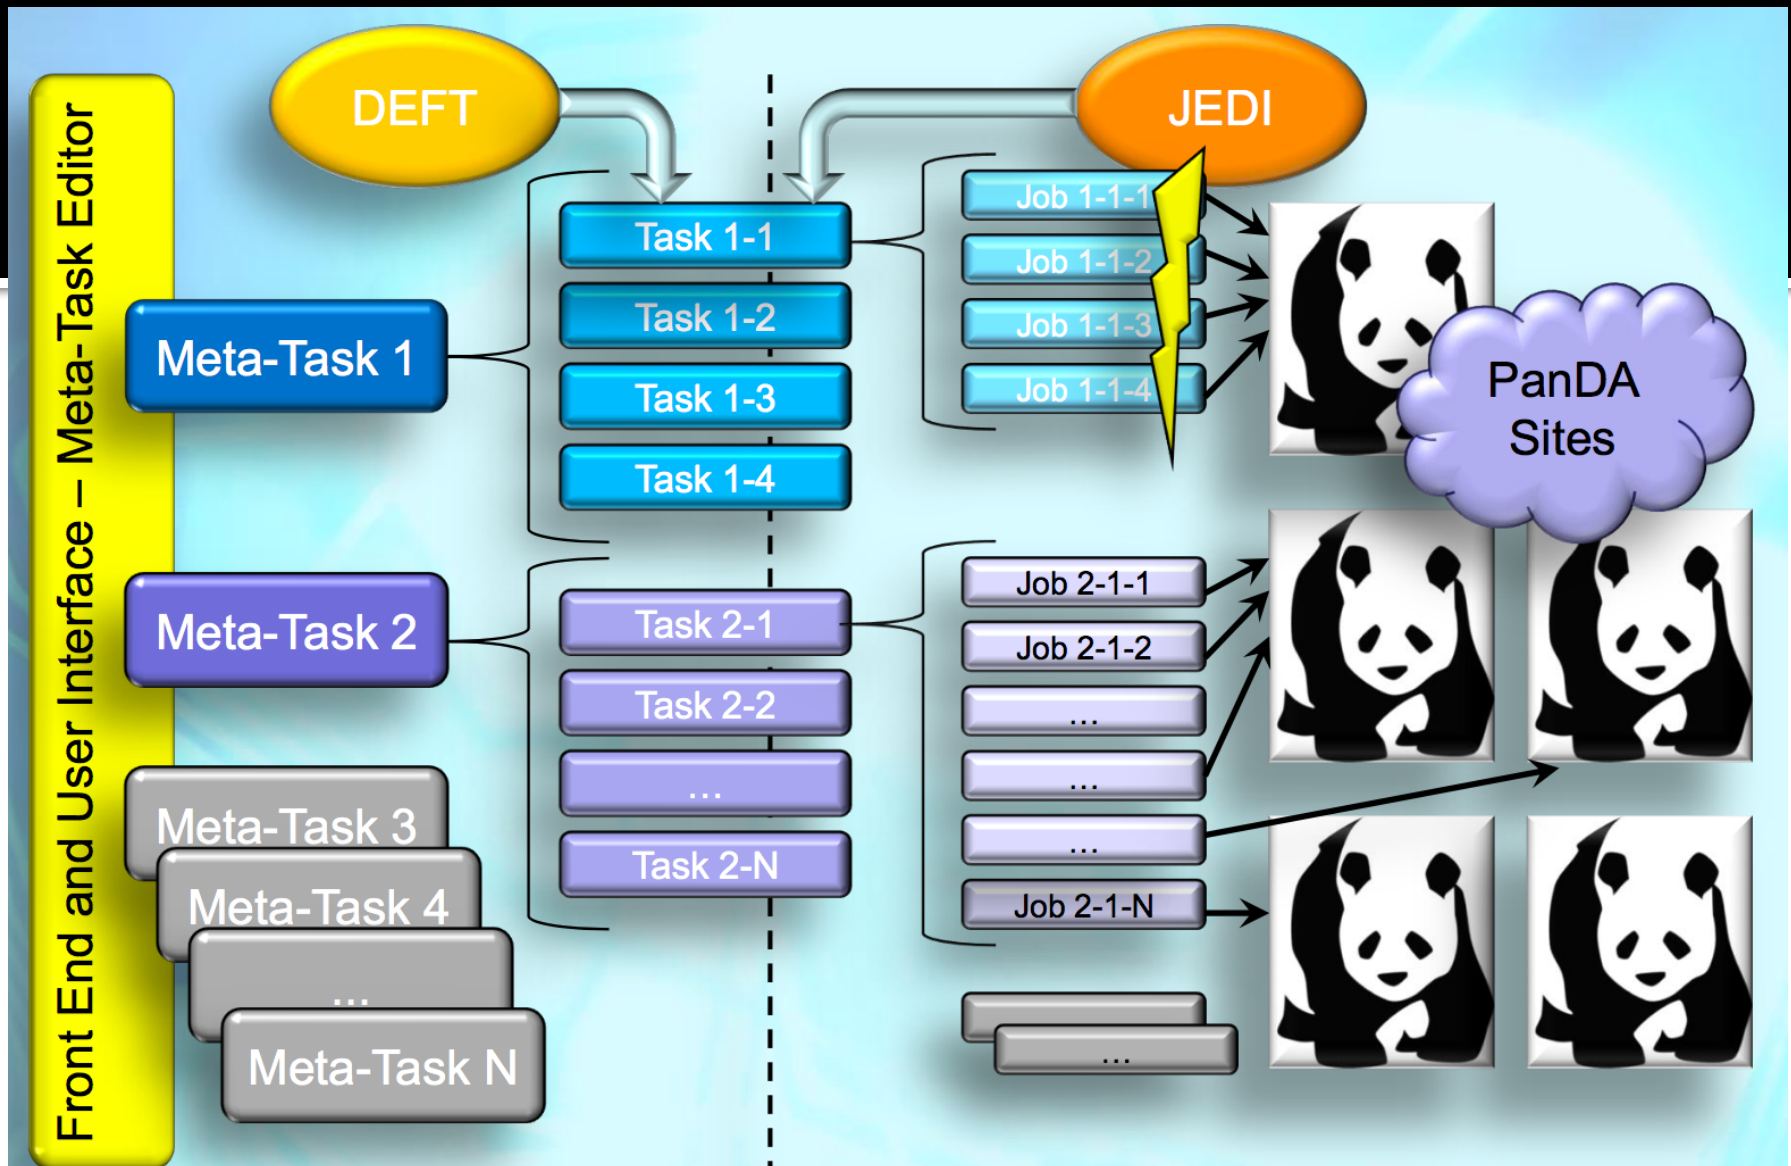 Front End and User Interface – Meta-Task Editor
DEFT
JEDI
Meta-Task 1
Task 1-1
Task 1-2
Task 1-3
Task 1-4
Job 1-1-1
Job 1-1-2
Job 1-1-3
Job 1-1-4
PanDA
Sites
Meta-Task 2
Task 2-1
Task 2-2
...
Task 2-N
Job 2-1-1
Job 2-1-2
...
...
...
Job 2-1-N
...
Meta-Task 3
Meta-Task 4
...
Meta-Task N